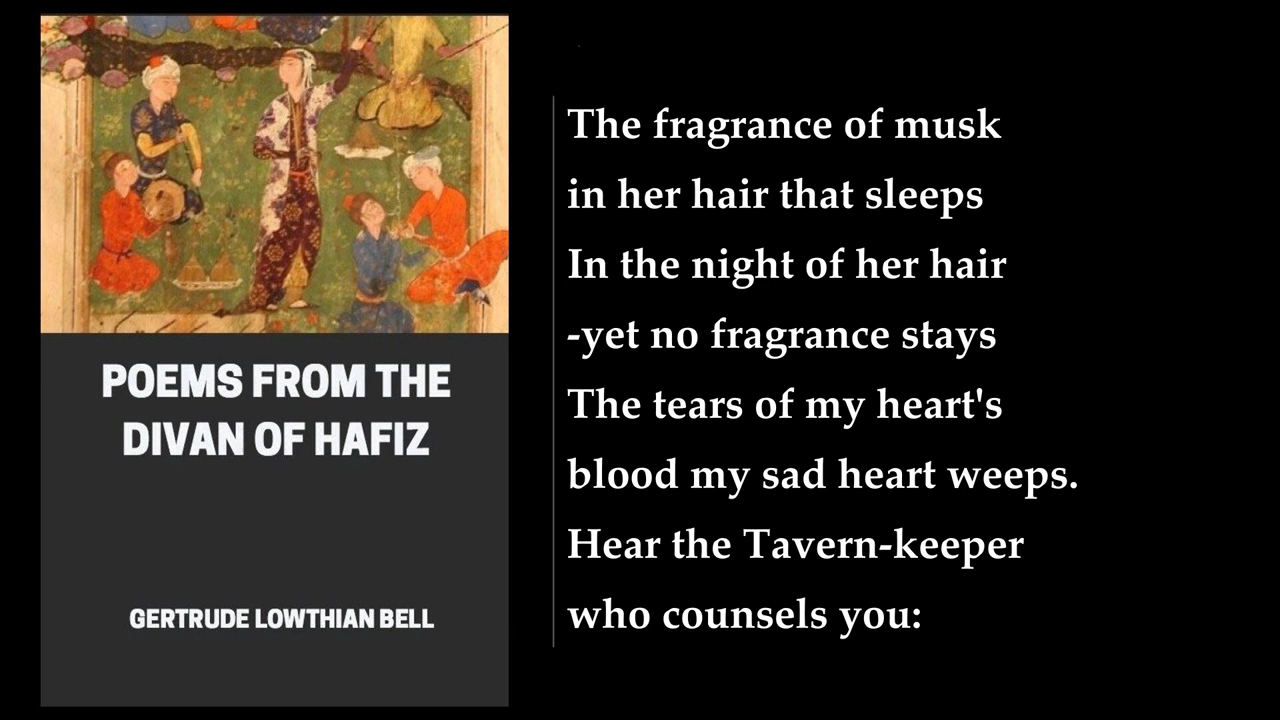 POEMS FROM THE
DIVAN OF HAFIZ
GERTRUDE LOWTHIAN BELL
The fragrance of musk
in her hair that sleeps
In the night of her hair
-yet no fragrance stays
The tears of my heart's
blood my sad heart weeps.
Hear the Tavern-keeper
who counsels you: